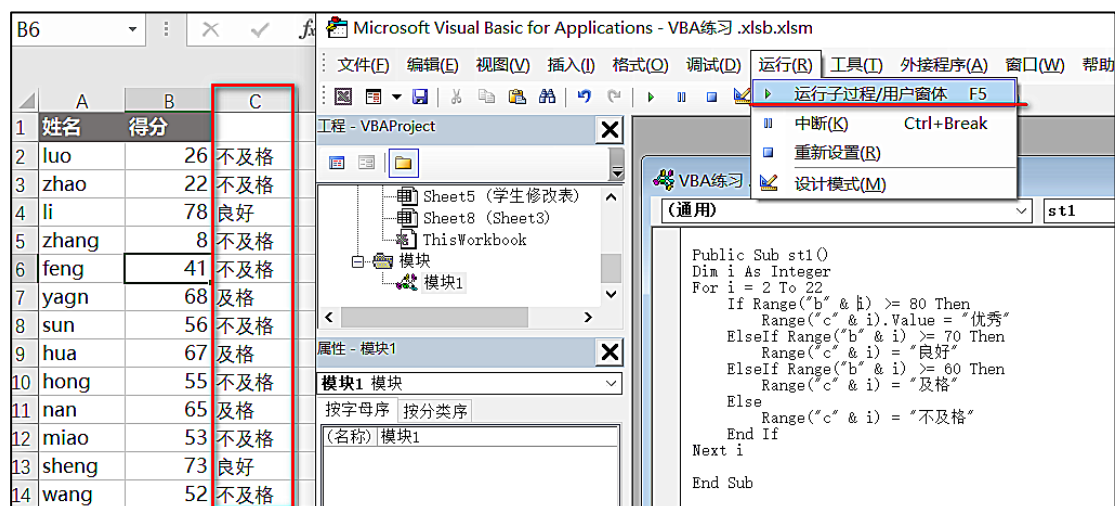 B6
fx
Microsoft Visual Basic for Applications - VBA练习 .xlsb.xlsm
文件(F) 编辑(E) 视图(V) 插入(I) 格式(O) 调试(D) 运行(R) 工具(T) 外接程序(A) 窗口(W) 帮助
运行子过程/用户窗体 F5
中断(K) Ctrl+Break
重新设置(R)
设计模式(M)
A B C
1 姓名 得分
2 luo 26 不及格
3 zhao 22 不及格
4 li 78 良好
5 zhang 8 不及格
6 feng 41 不及格
7 yagn 68 及格
8 sun 56 不及格
9 hua 67 及格
10 hong 55 不及格
11 nan 65 及格
12 miao 53 不及格
13 sheng 73 良好
14 wang 52 不及格
工程 - VBAProject
Sheet5 (学生修改表)
Sheet8 (Sheet3)
ThisWorkbook
模块
模块1
属性 - 模块1
模块1 模块
按字母序 按分类序
(名称) 模块1
VBA练习
(通用) st1
Public Sub st1()
Dim i As Integer
For i = 2 To 22
If Range("b" & i) >= 80 Then
Range("c" & i).Value = "优秀"
ElseIf Range("b" & i) >= 70 Then
Range("c" & i) = "良好"
ElseIf Range("b" & i) >= 60 Then
Range("c" & i) = "及格"
Else
Range("c" & i) = "不及格"
End If
Next i
End Sub